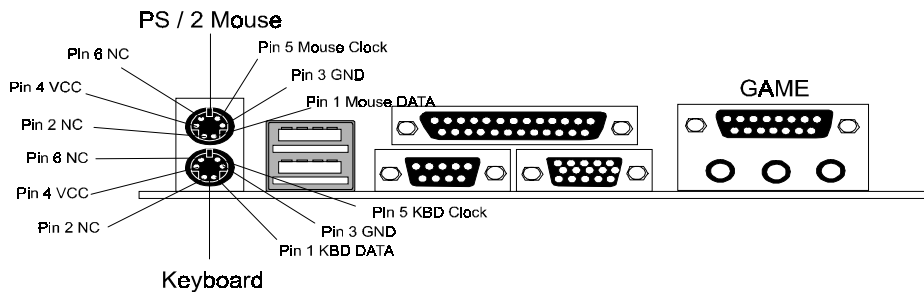 PS / 2 Mouse
Pin 6 NC
Pin 5 Mouse Clock
Pin 4 VCC
Pin 3 GND
Pin 2 NC
Pin 1 Mouse DATA
GAME
Pin 6 NC
Pin 4 VCC
Pin 2 NC
Pin 5 KBD Clock
Pin 3 GND
Pin 1 KBD DATA
Keyboard